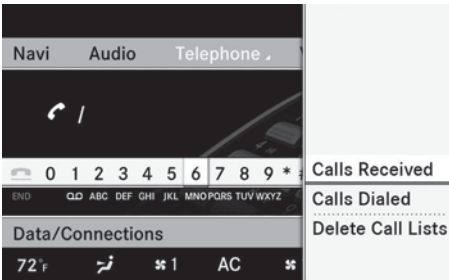 Navi Audio Telephone
/
0 1 2 3 4 5 6 7 8 9 *
END ABC DEF GHI JKL MNO PQRS TUV WXYZ
Calls Received
Calls Dialed
Delete Call Lists
Data/Connections
72°F 1 AC